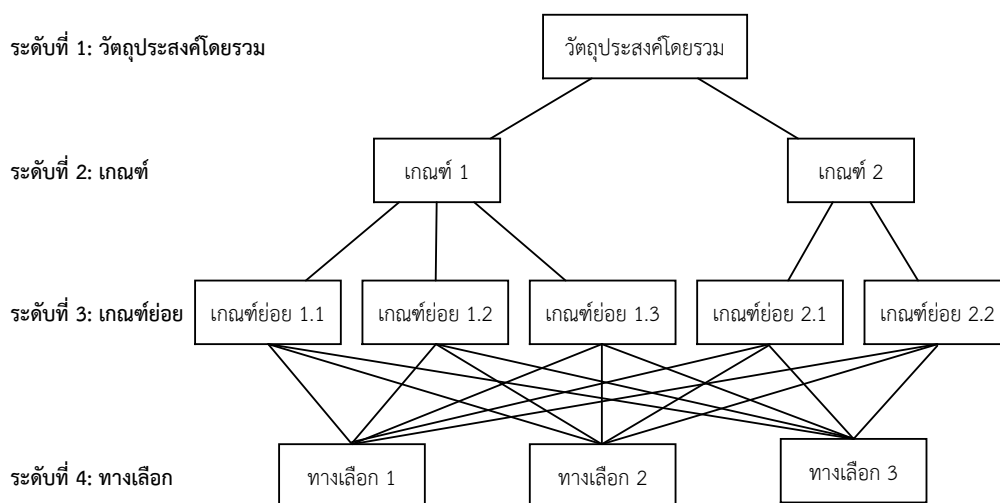 ระดับที่ 1: วัตถุประสงค์โดยรวม
วัตถุประสงค์โดยรวม
ระดับที่ 2: เกณฑ์
เกณฑ์ 1
เกณฑ์ 2
ระดับที่ 3: เกณฑ์ย่อย
เกณฑ์ย่อย 1.1
เกณฑ์ย่อย 1.2
เกณฑ์ย่อย 1.3
เกณฑ์ย่อย 2.1
เกณฑ์ย่อย 2.2
ระดับที่ 4: ทางเลือก
ทางเลือก 1
ทางเลือก 2
ทางเลือก 3